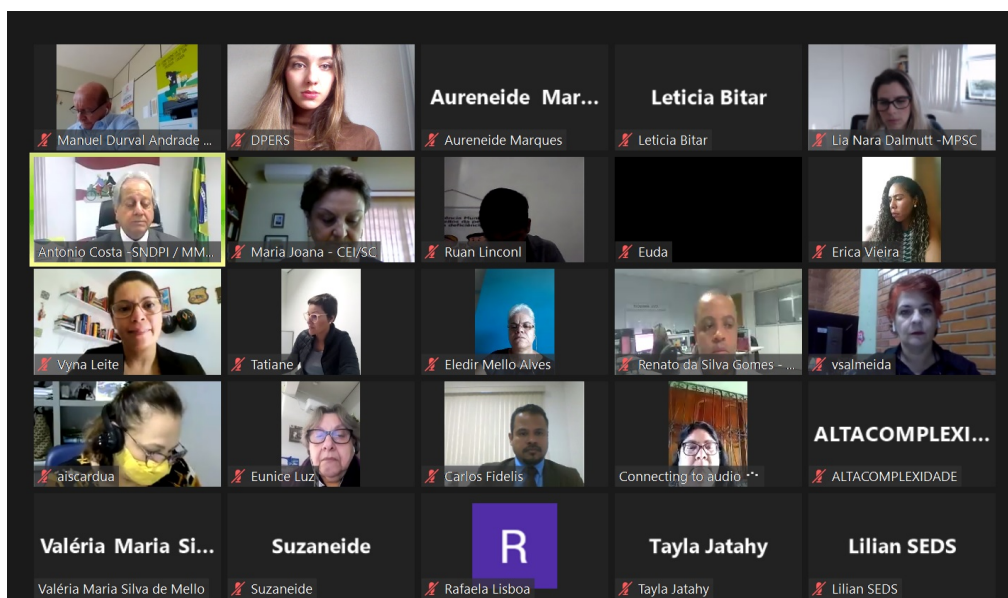 Manuel Durval Andrade ...
DPERS
Aureneide Mar...
Aureneide Marques
Leticia Bitar
Leticia Bitar
Lia Nara Dalmutt -MPSC
Antonio Costa -SNDPI / MM...
Maria Joana - CEI/SC
Ruan Linconl
Euda
Erica Vieira
Vyna Leite
Tatiane
Eledir Mello Alves
Renato da Silva Gomes - ...
vsalmeida
aiscardua
Eunice Luz
Carlos Fidelis
Connecting to audio
ALTACOMPLEXI...
ALTACOMPLEXIDADE
Valéria Maria Si...
Valéria Maria Silva de Mello
Suzaneide
Suzaneide
R
Rafaela Lisboa
Tayla Jatahy
Tayla Jatahy
Lilian SEDS
Lilian SEDS